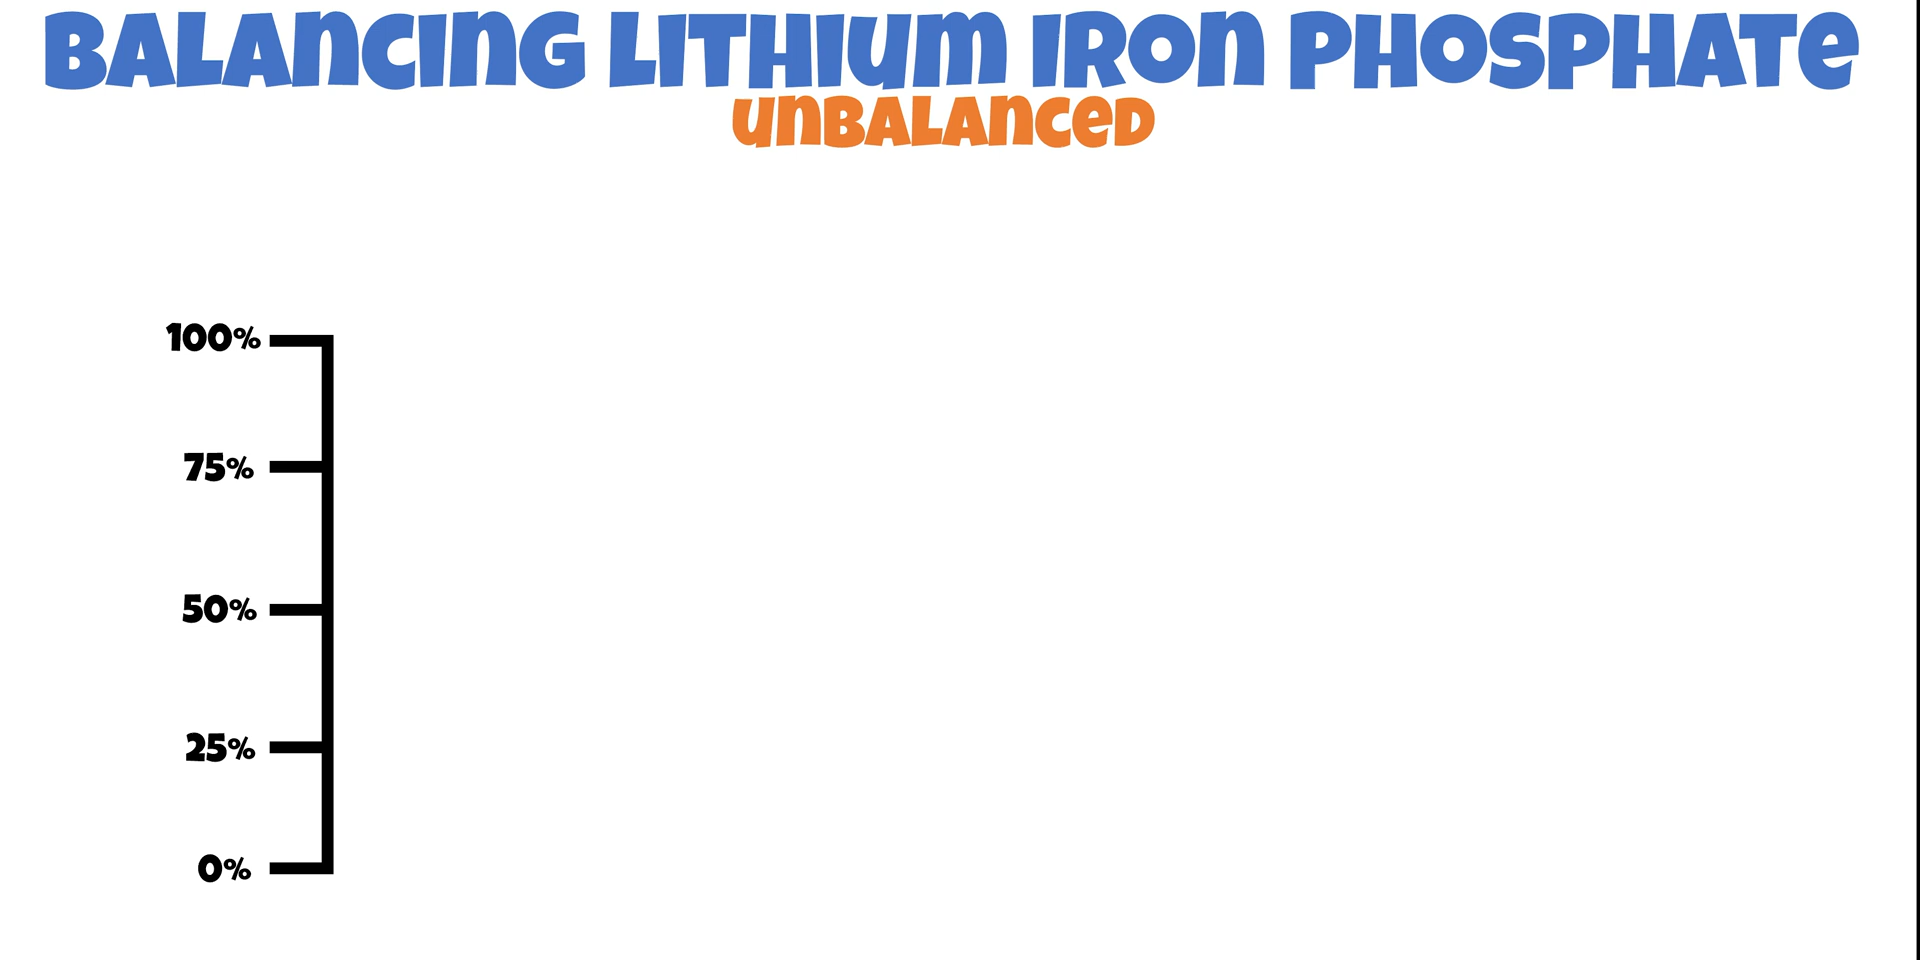 BALANCING LITHIUM IRON PHOSPHATE
UNBALANCED
100%
75%
50%
25%
0%